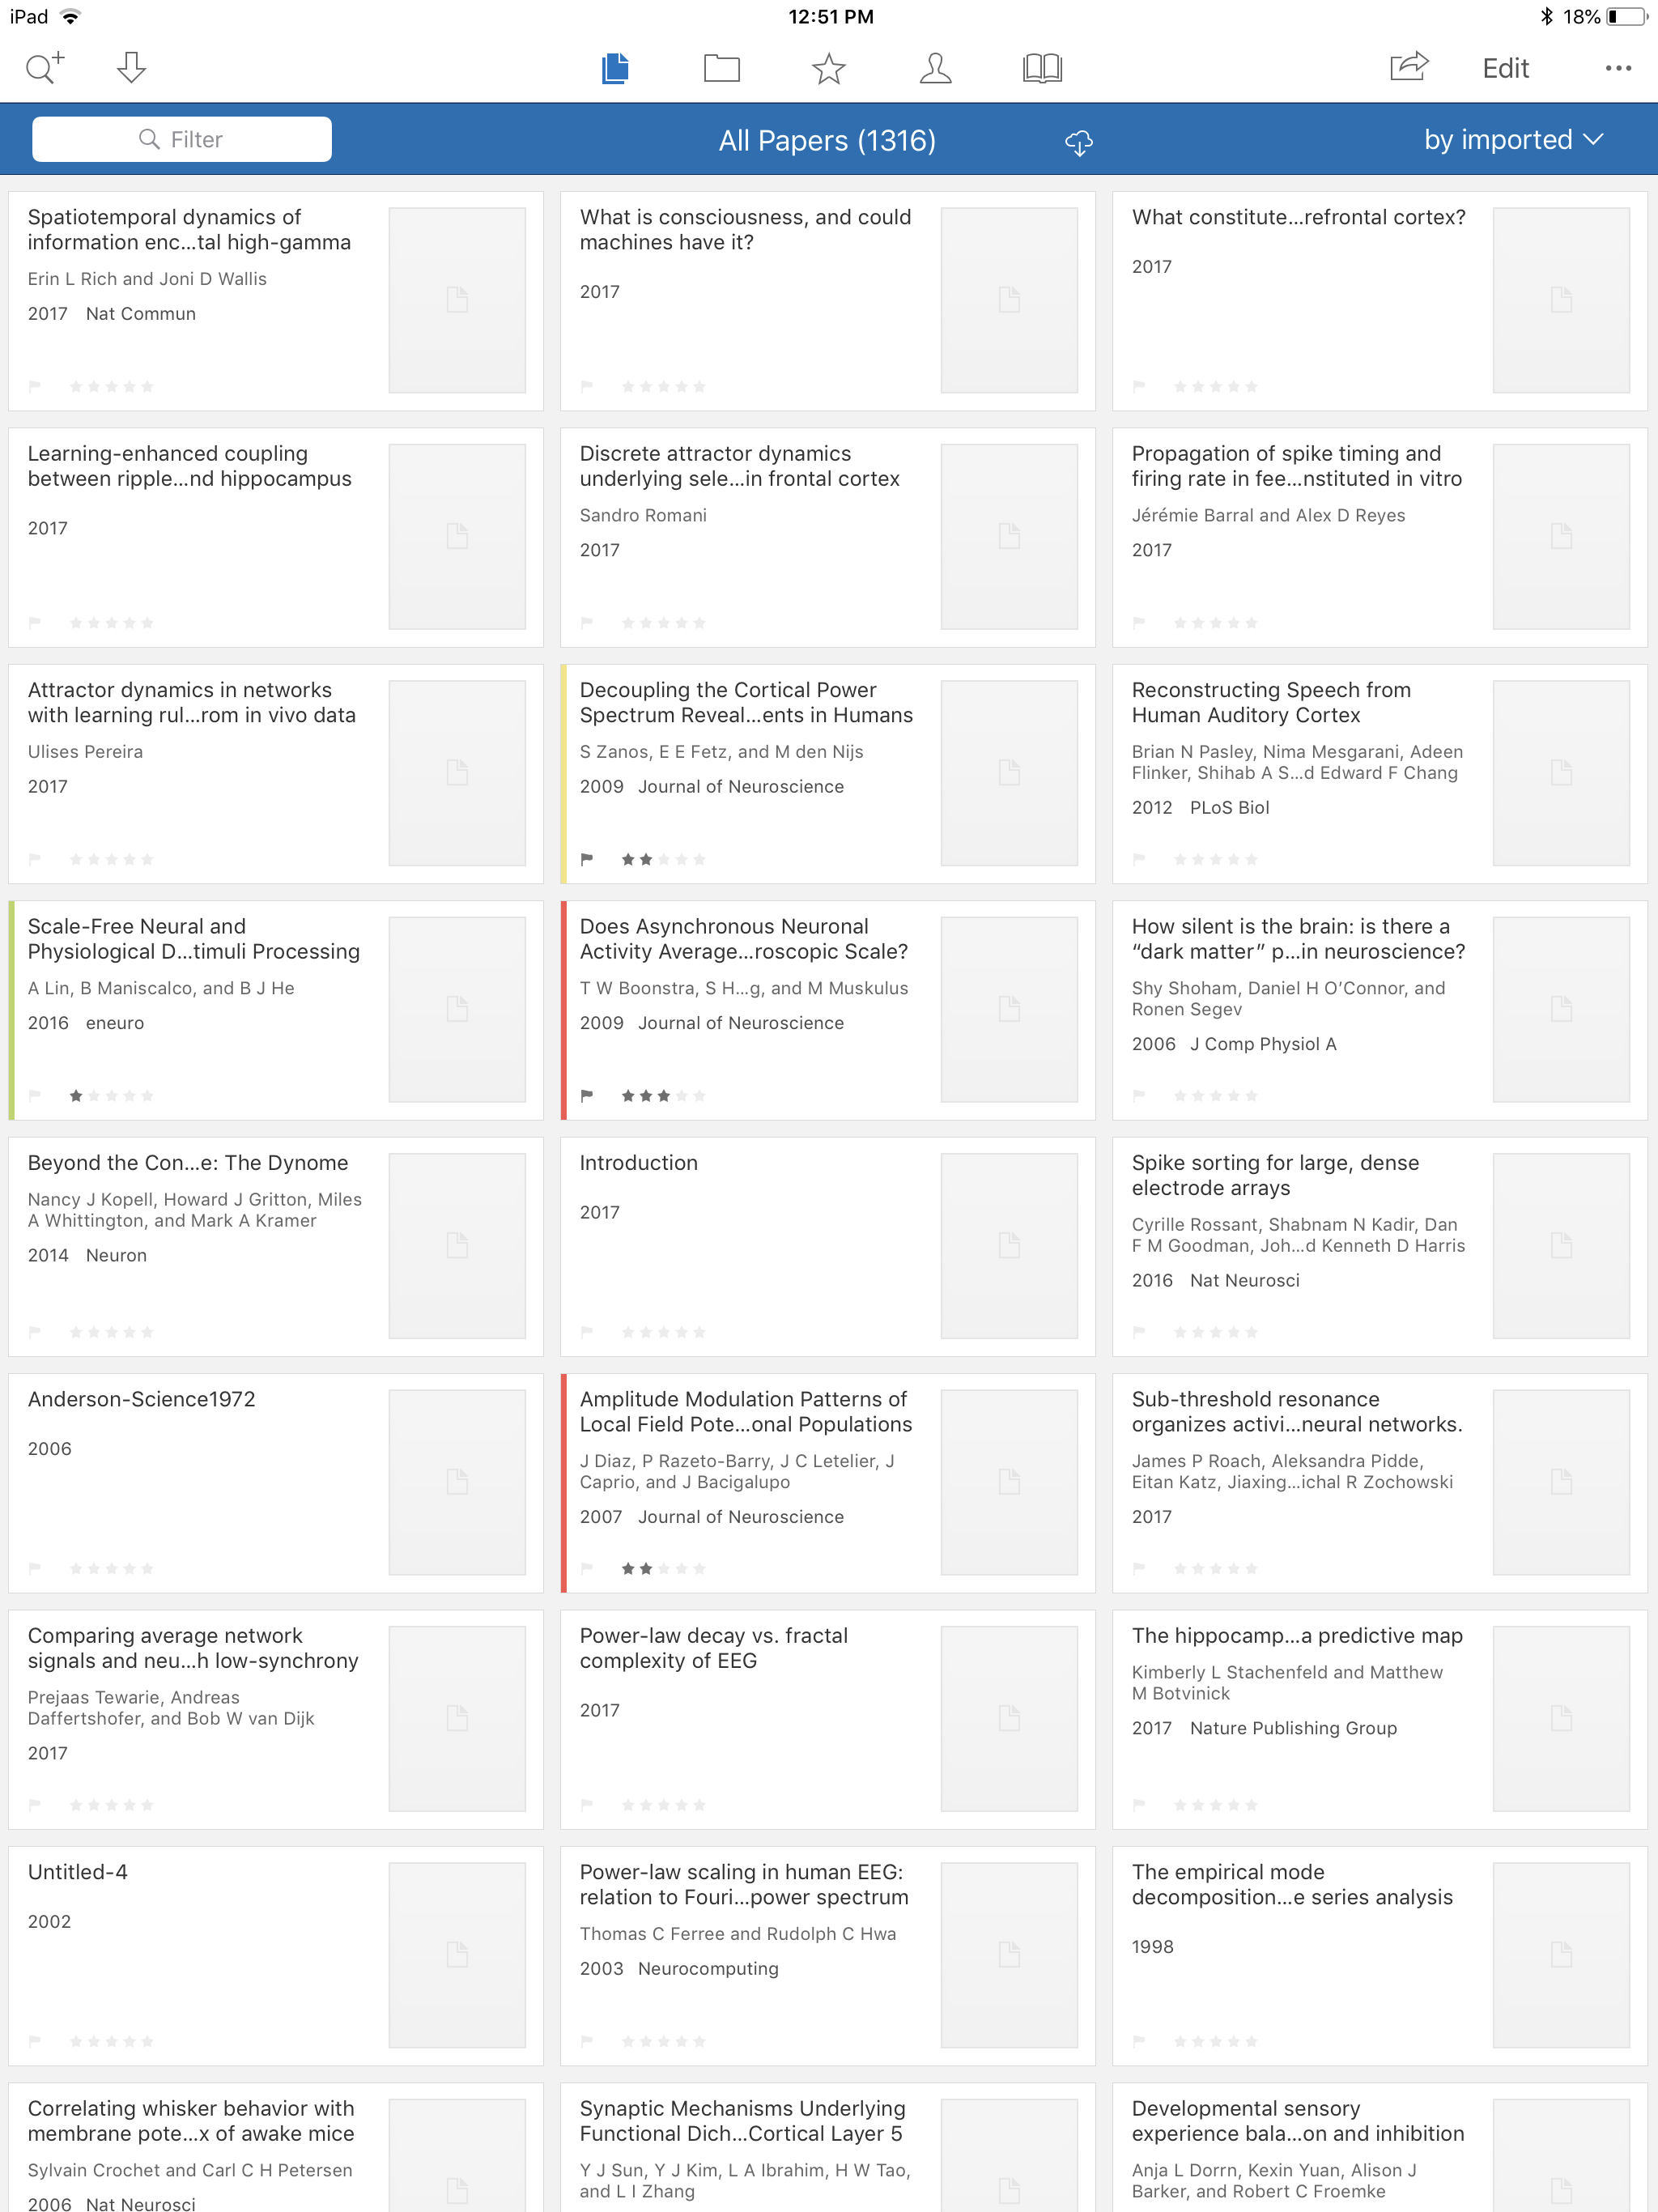 iPad
12:51 PM
18%
Edit
Filter
All Papers (1316)
by imported
Spatiotemporal dynamics of
information enc...tal high-gamma
Erin L Rich and Joni D Wallis
2017 Nat Commun
What is consciousness, and could
machines have it?
2017
What constitute...refrontal cortex?
2017
Learning-enhanced coupling
between ripple...nd hippocampus
2017
Discrete attractor dynamics
underlying sele...in frontal cortex
Sandro Romani
2017
Propagation of spike timing and
firing rate in fee...nstituted in vitro
Jérémie Barral and Alex D Reyes
2017
Attractor dynamics in networks
with learning rul...rom in vivo data
Ulises Pereira
2017
Decoupling the Cortical Power
Spectrum Reveal...ents in Humans
S Zanos, E E Fetz, and M den Nijs
2009 Journal of Neuroscience
Reconstructing Speech from
Human Auditory Cortex
Brian N Pasley, Nima Mesgarani, Adeen
Flinker, Shihab A S...d Edward F Chang
2012 PLoS Biol
Scale-Free Neural and
Physiological D...timuli Processing
A Lin, B Maniscalco, and B J He
2016 eneuro
Does Asynchronous Neuronal
Activity Average...roscopic Scale?
T W Boonstra, S H...g, and M Muskulus
2009 Journal of Neuroscience
How silent is the brain: is there a
“dark matter” p...in neuroscience?
Shy Shoham, Daniel H O’Connor, and
Ronen Segev
2006 J Comp Physiol A
Beyond the Con...e: The Dynome
Nancy J Kopell, Howard J Gritton, Miles
A Whittington, and Mark A Kramer
2014 Neuron
Introduction
2017
Spike sorting for large, dense
electrode arrays
Cyrille Rossant, Shabnam N Kadir, Dan
F M Goodman, Joh...d Kenneth D Harris
2016 Nat Neurosci
Anderson-Science1972
2006
Amplitude Modulation Patterns of
Local Field Pote...onal Populations
J Diaz, P Razeto-Barry, J C Letelier, J
Caprio, and J Bacigalupo
2007 Journal of Neuroscience
Sub-threshold resonance
organizes activi...neural networks.
James P Roach, Aleksandra Pidde,
Eitan Katz, Jiaxing...ichal R Zochowski
2017
Comparing average network
signals and neu...h low-synchrony
Prejaas Tewarie, Andreas
Daffertshofer, and Bob W van Dijk
2017
Power-law decay vs. fractal
complexity of EEG
2017
The hippocamp...a predictive map
Kimberly L Stachenfeld and Matthew
M Botvinick
2017 Nature Publishing Group
Untitled-4
2002
Power-law scaling in human EEG:
relation to Fouri...power spectrum
Thomas C Ferree and Rudolph C Hwa
2003 Neurocomputing
The empirical mode
decomposition...e series analysis
1998
Correlating whisker behavior with
membrane pote...x of awake mice
Sylvain Crochet and Carl C H Petersen
2006 Nat Neurosci
Synaptic Mechanisms Underlying
Functional Dich...Cortical Layer 5
Y J Sun, Y J Kim, L A Ibrahim, H W Tao,
and L I Zhang
Developmental sensory
experience bala...on and inhibition
Anja L Dorrn, Kexin Yuan, Alison J
Barker, and Robert C Froemke